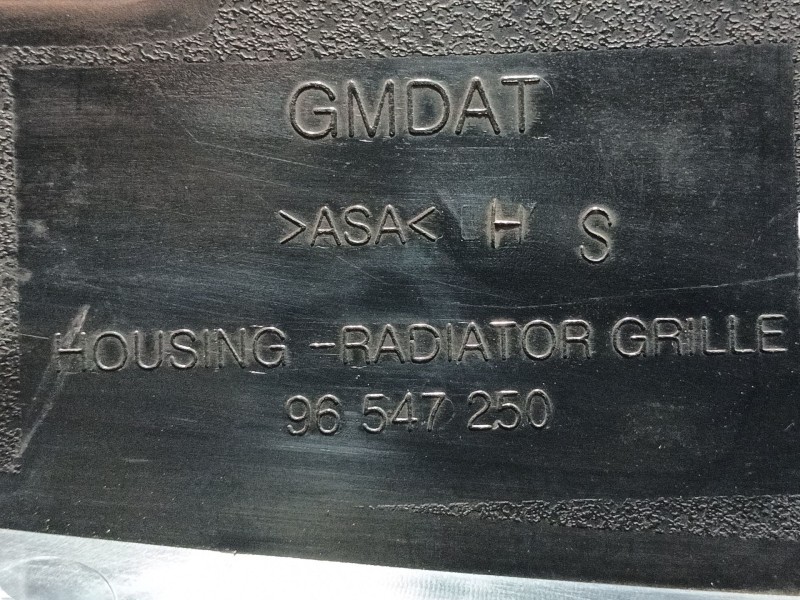 GMDAT
>ASA< H S
HOUSING -RADIATOR GRILLE
96 547 250